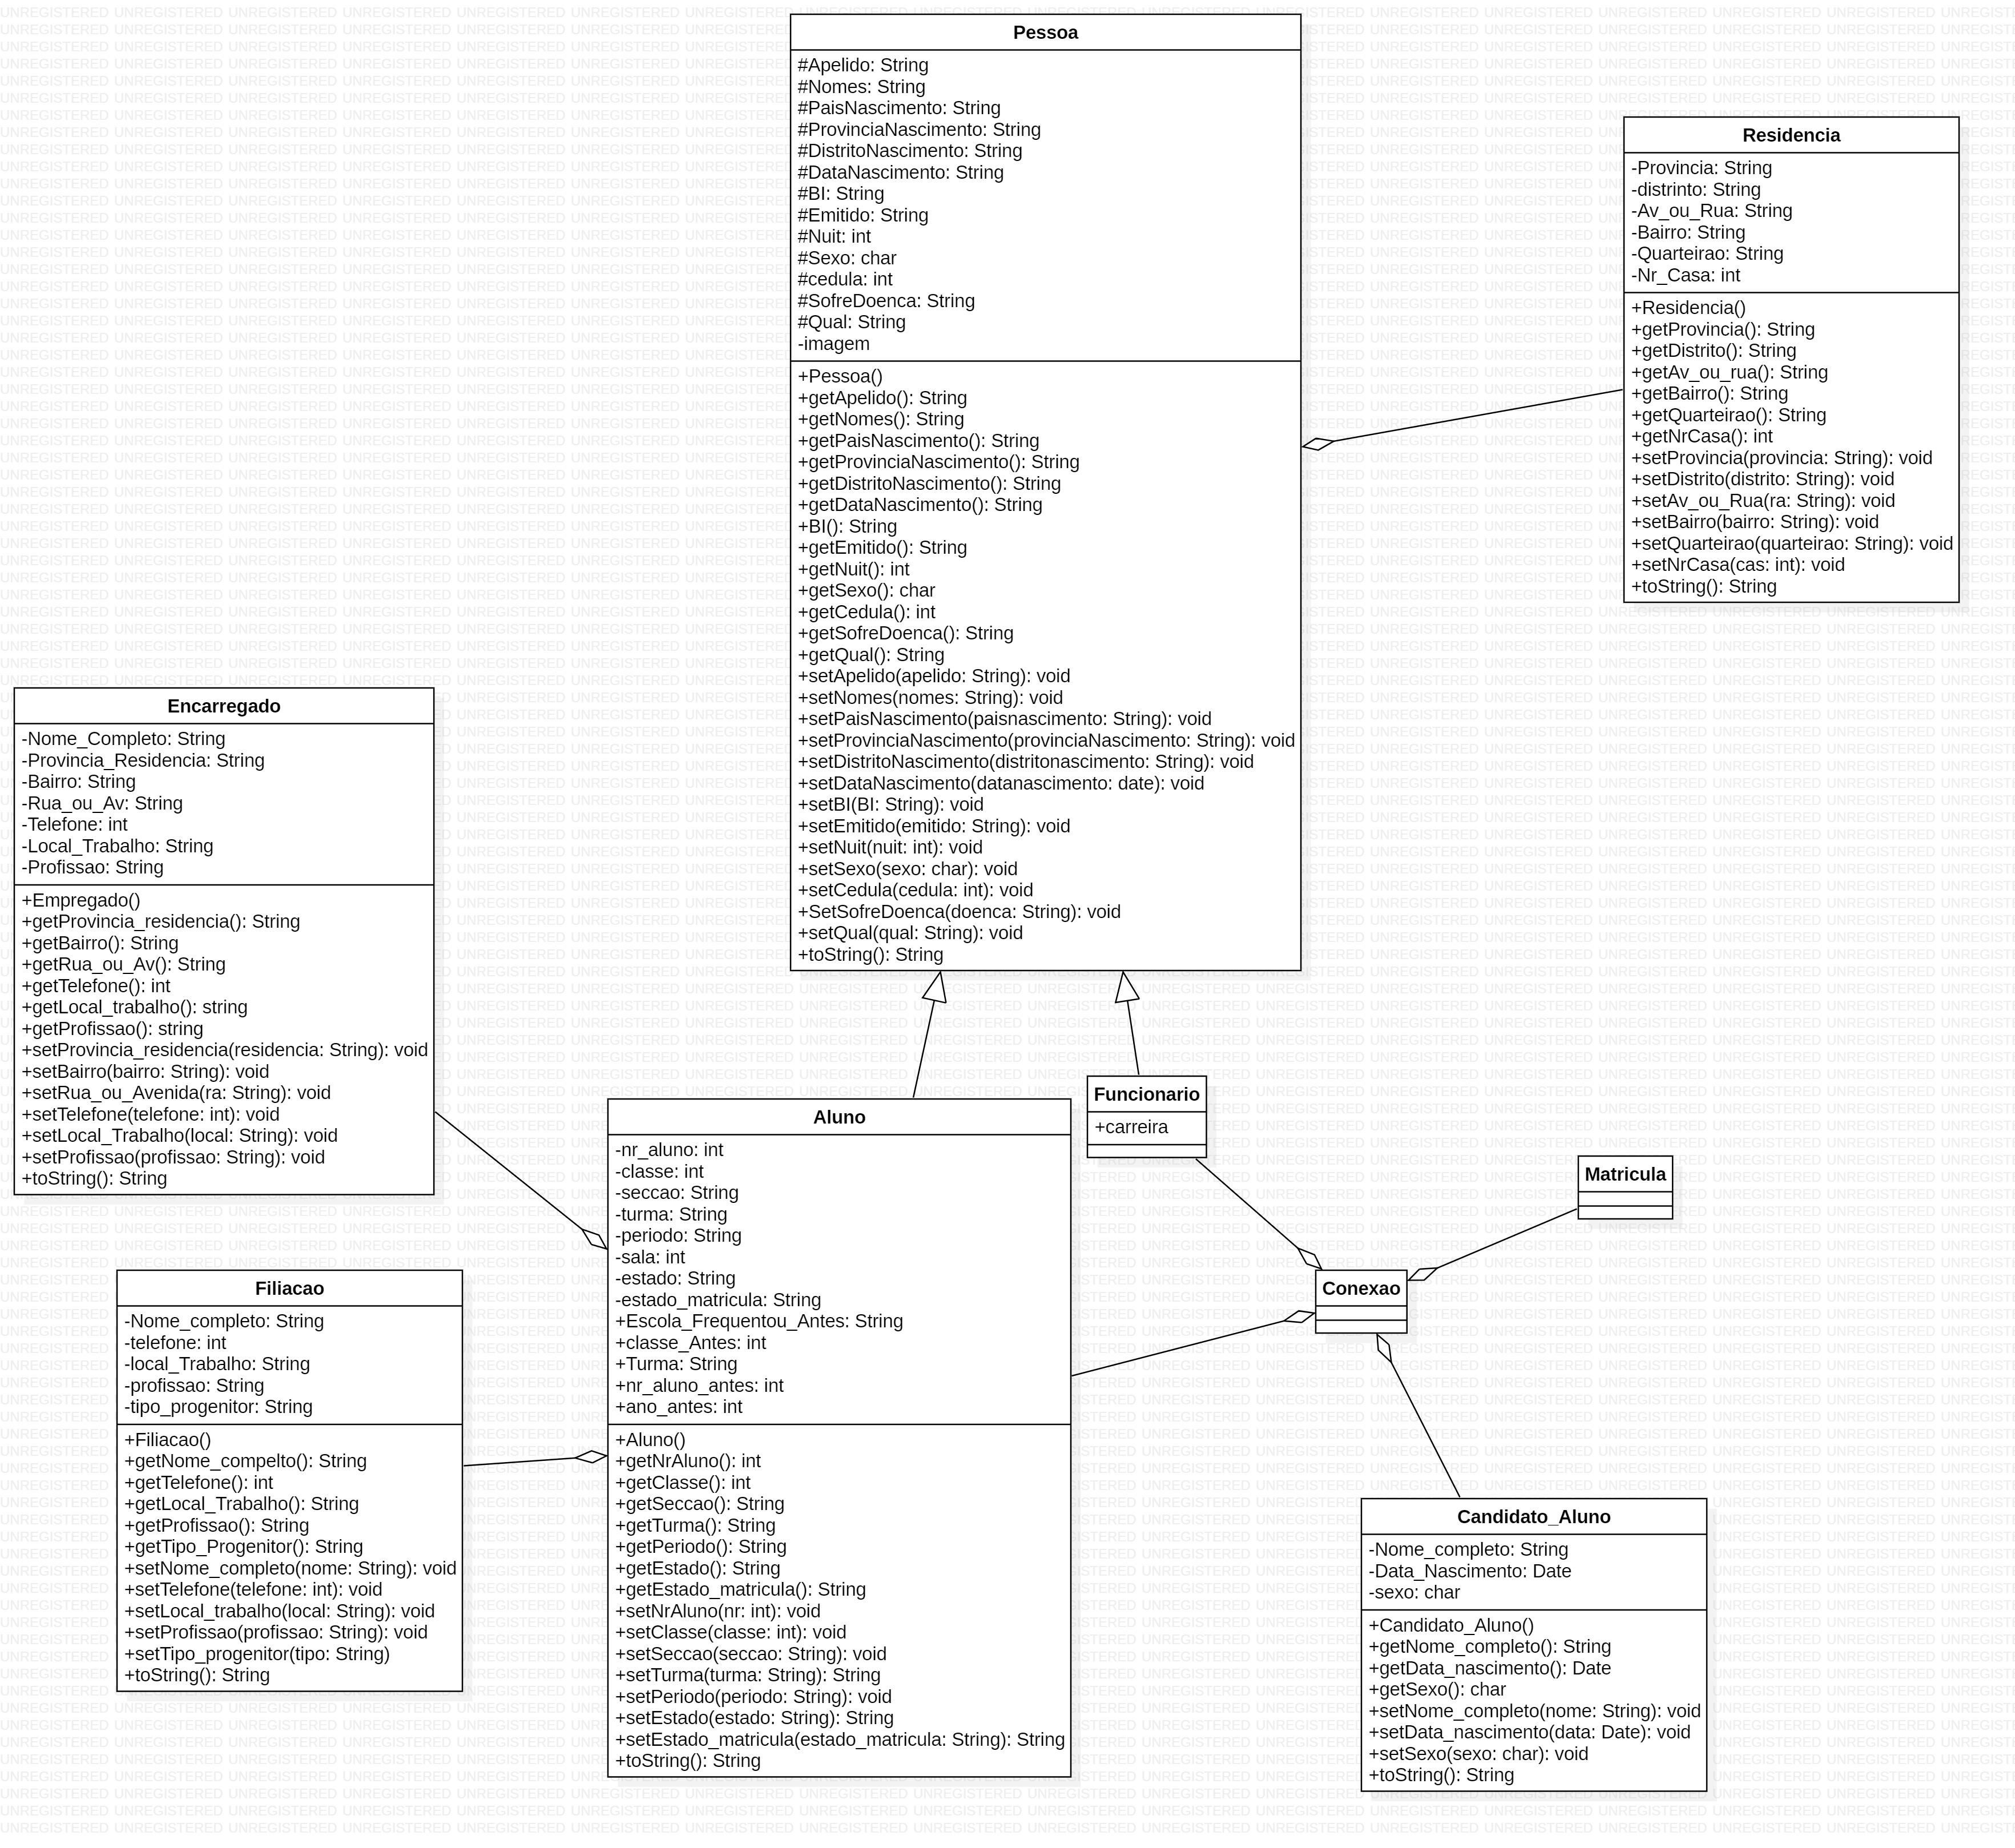 Pessoa
#Apelido: String
#Nomes: String
#PaisNascimento: String
#ProvinciaNascimento: String
#DistritoNascimento: String
#DataNascimento: String
#BI: String
#Emitido: String
#Nuit: int
#Sexo: char
#cedula: int
#SofreDoenca: String
#Qual: String
-imagem
+Pessoa()
+getApelido(): String
+getNomes(): String
+getPaisNascimento(): String
+getProvinciaNascimento(): String
+getDistritoNascimento(): String
+getDataNascimento(): String
+BI(): String
+getEmitido(): String
+getNuit(): int
+getSexo(): char
+getCedula(): int
+getSofreDoenca(): String
+getQual(): String
+setApelido(apelido: String): void
+setNomes(nomes: String): void
+setPaisNascimento(paisnascimento: String): void
+setProvinciaNascimento(provinciaNascimento: String): void
+setDistritoNascimento(distritonascimento: String): void
+setDataNascimento(datanascimento: date): void
+setBI(BI: String): void
+setEmitido(emitido: String): void
+setNuit(nuit: int): void
+setSexo(sexo: char): void
+setCedula(cedula: int): void
+SetSofreDoenca(doenca: String): void
+setQual(qual: String): void
+toString(): String
Residencia
-Provincia: String
-distrinto: String
-Av_ou_Rua: String
-Bairro: String
-Quarteirao: String
-Nr_Casa: int
+Residencia()
+getProvincia(): String
+getDistrito(): String
+getAv_ou_rua(): String
+getBairro(): String
+getQuarteirao(): String
+getNrCasa(): int
+setProvincia(provincia: String): void
+setDistrito(distrito: String): void
+setAv_ou_Rua(ra: String): void
+setBairro(bairro: String): void
+setQuarteirao(quarteirao: String): void
+setNrCasa(cas: int): void
+toString(): String
Encarregado
-Nome_Completo: String
-Provincia_Residencia: String
-Bairro: String
-Rua_ou_Av: String
-Telefone: int
-Local_Trabalho: String
-Profissao: String
+Empregado()
+getProvincia_residencia(): String
+getBairro(): String
+getRua_ou_Av(): String
+getTelefone(): int
+getLocal_trabalho(): string
+getProfissao(): string
+setProvincia_residencia(residencia: String): void
+setBairro(bairro: String): void
+setRua_ou_Avenida(ra: String): void
+setTelefone(telefone: int): void
+setLocal_Trabalho(local: String): void
+setProfissao(profissao: String): void
+toString(): String
Funcionario
+carreira
Aluno
-nr_aluno: int
-classe: int
-seccao: String
-turma: String
-periodo: String
-sala: int
-estado: String
-estado_matricula: String
+Escola_Frequentou_Antes: String
+classe_Antes: int
+Turma: String
+nr_aluno_antes: int
+ano_antes: int
+Aluno()
+getNrAluno(): int
+getClasse(): int
+getSeccao(): String
+getTurma(): String
+getPeriodo(): String
+getEstado(): String
+getEstado_matricula(): String
+setNrAluno(nr: int): void
+setClasse(classe: int): void
+setSeccao(seccao: String): void
+setTurma(turma: String): String
+setPeriodo(periodo: String): void
+setEstado(estado: String): String
+setEstado_matricula(estado_matricula: String): String
+toString(): String
Matricula
Conexao
Filiacao
-Nome_completo: String
-telefone: int
-local_Trabalho: String
-profissao: String
-tipo_progenitor: String
+Filiacao()
+getNome_compelto(): String
+getTelefone(): int
+getLocal_Trabalho(): String
+getProfissao(): String
+getTipo_Progenitor(): String
+setNome_completo(nome: String): void
+setTelefone(telefone: int): void
+setLocal_trabalho(local: String): void
+setProfissao(profissao: String): void
+setTipo_progenitor(tipo: String)
+toString(): String
Candidato_Aluno
-Nome_completo: String
-Data_Nascimento: Date
-sexo: char
+Candidato_Aluno()
+getNome_completo(): String
+getData_nascimento(): Date
+getSexo(): char
+setNome_completo(nome: String): void
+setData_nascimento(data: Date): void
+setSexo(sexo: char): void
+toString(): String
UNREGISTERED